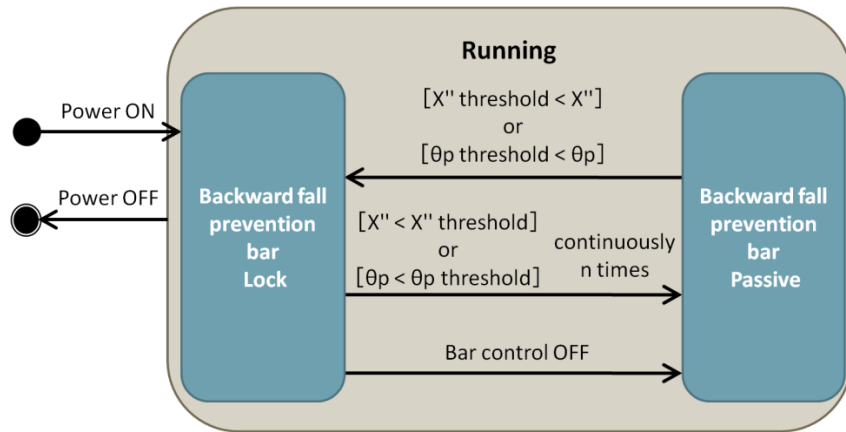 Running
Power ON
Power OFF
Backward fall
prevention
bar
Lock
[X'' threshold < X'']
or
[θp threshold < θp]
[X'' < X'' threshold]
or
[θp < θp threshold]
continuously
n times
Bar control OFF
Backward fall
prevention
bar
Passive